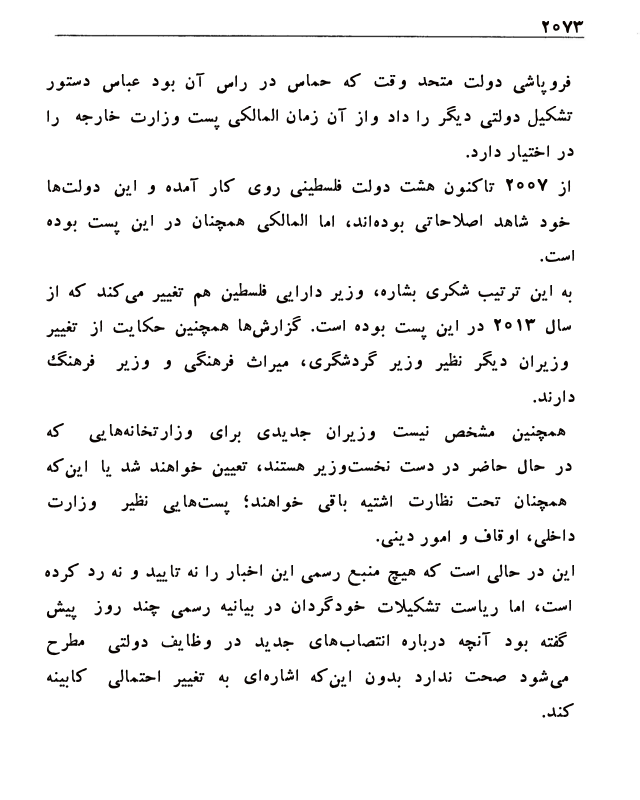 ۲۰۷۳
فروپاشی دولت متحد وقت که حماس در راس آن بود عباس دستور
تشکیل دولتی دیگر را داد واز آن زمان المالکی پست وزارت خارجه را
در اختیار دارد.
از ۲۰۰۷ تاکنون هشت دولت فلسطینی روی کار آمده و این دولت‌ها
خود شاهد اصلاحاتی بوده‌اند، اما المالکی همچنان در این پست بوده
است.
به این ترتیب شکری بشاره، وزیر دارایی فلسطین هم تغییر می‌کند که از
سال ۲۰۱۳ در این پست بوده است. گزارش‌ها همچنین حکایت از تغییر
وزیران دیگر نظیر وزیر گردشگری، میراث فرهنگی و وزیر فرهنگ
دارند.
همچنین مشخص نیست وزیران جدیدی برای وزارتخانه‌هایی که
در حال حاضر در دست نخست‌وزیر هستند، تعیین خواهند شد یا این‌که
همچنان تحت نظارت اشتیه باقی خواهند؛ پست‌هایی نظیر وزارت
داخلی، اوقاف و امور دینی.
این در حالی است که هیچ منبع رسمی این اخبار را نه تایید و نه رد کرده
است، اما ریاست تشکیلات خودگردان در بیانیه رسمی چند روز پیش
گفته بود آنچه درباره انتصاب‌های جدید در وظایف دولتی مطرح
می‌شود صحت ندارد بدون این‌که اشاره‌ای به تغییر احتمالی کابینه
کند.